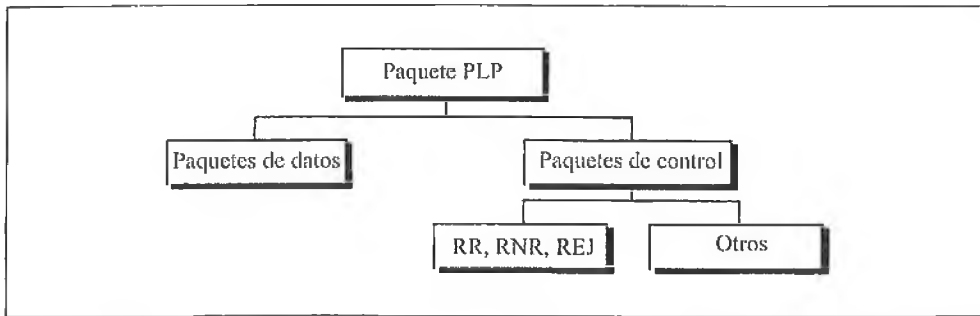 Paquete PLP
Paquetes de datos
Paquetes de control
RR, RNR, REJ
Otros